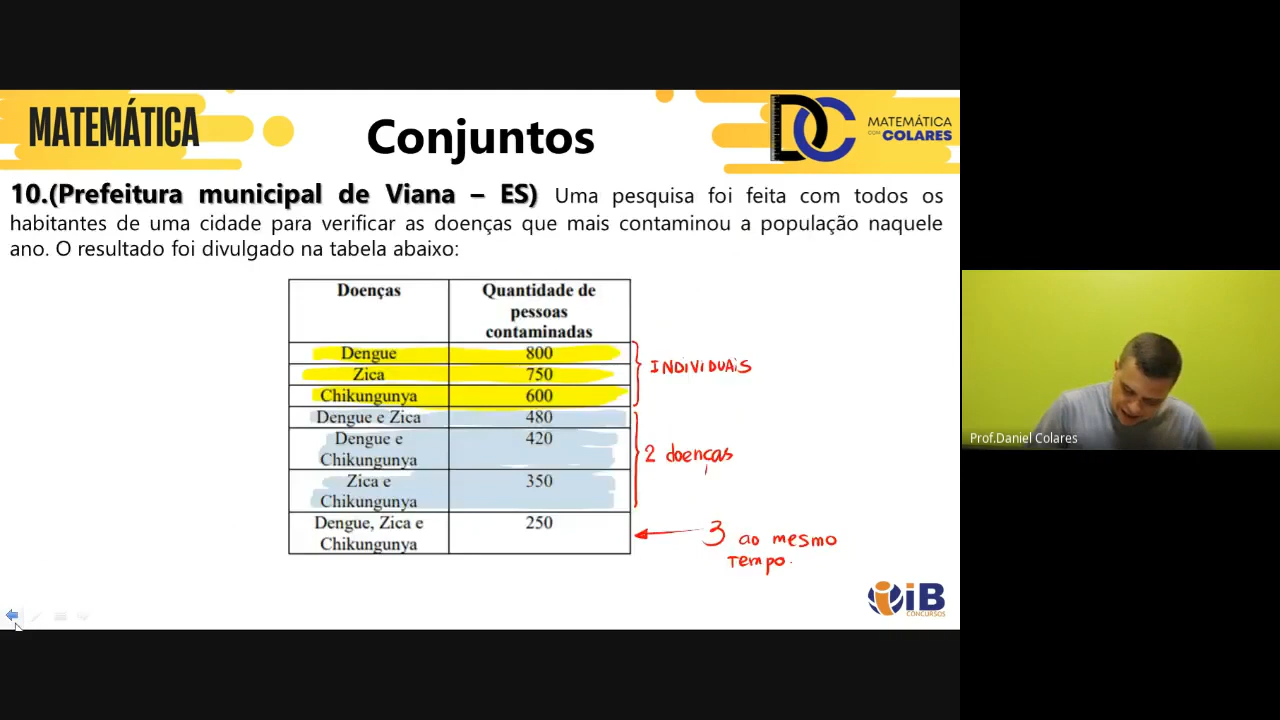 MATEMÁTICA
Conjuntos
DC
MATEMÁTICA
COM COLARES
10.(Prefeitura municipal de Viana – ES) Uma pesquisa foi feita com todos os
habitantes de uma cidade para verificar as doenças que mais contaminou a população naquele
ano. O resultado foi divulgado na tabela abaixo:
Doenças
Quantidade de
pessoas
contaminadas
Dengue 800
Zica 750
Chikungunya 600
INDIVIDUAIS
Dengue e Zica 480
Dengue e 420
Chikungunya
2 doenças
Zica e 350
Chikungunya
Dengue, Zica e 250
Chikungunya
3 ao mesmo
tempo.
Prof.Daniel Colares
iB
CONCURSOS